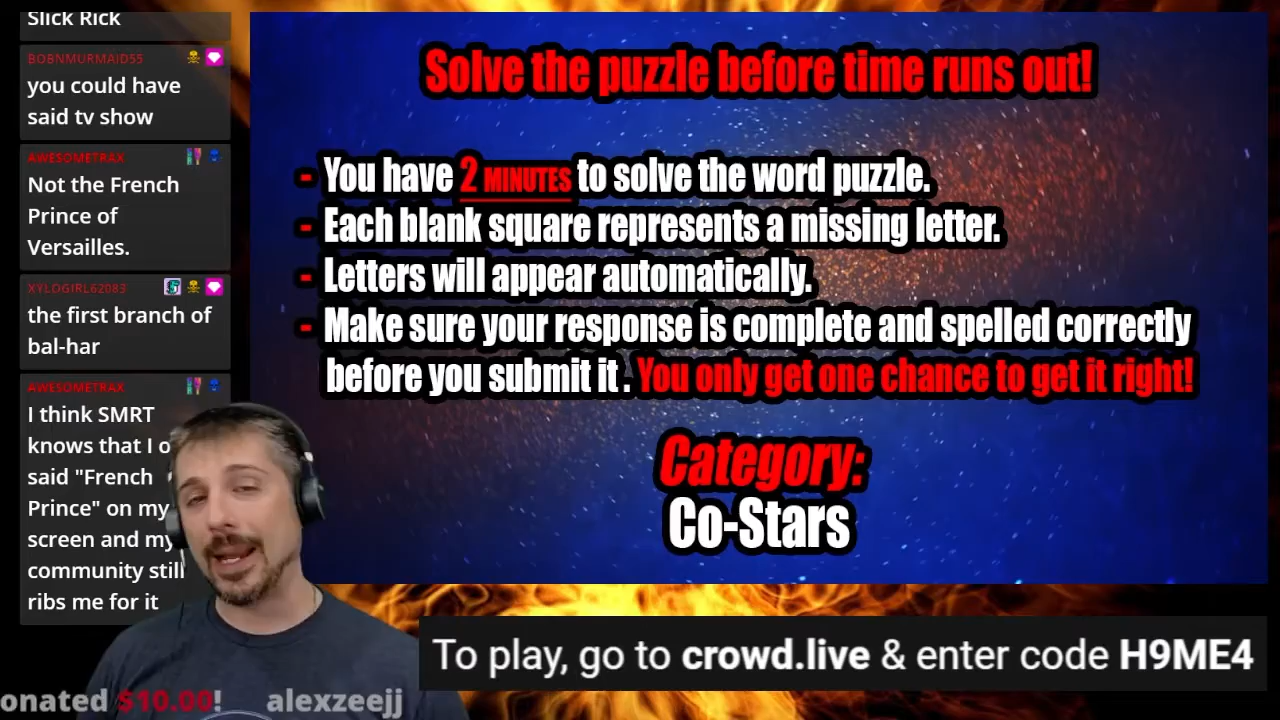 Slick Rick
BOBNMURMAID55
you could have
said tv show
AWESOMETRAX
Not the French
Prince of
Versailles.
XYLOGIRL62083
the first branch of
bal-har
AWESOMETRAX
I think SMRT
knows that I o
said "French
Prince" on my
screen and my
community still
ribs me for it
Solve the puzzle before time runs out!
- You have 2 MINUTES to solve the word puzzle.
- Each blank square represents a missing letter.
- Letters will appear automatically.
- Make sure your response is complete and spelled correctly
before you submit it . You only get one chance to get it right!
Category:
Co-Stars
To play, go to crowd.live & enter code H9ME4
onated $10.00! alexzeejj